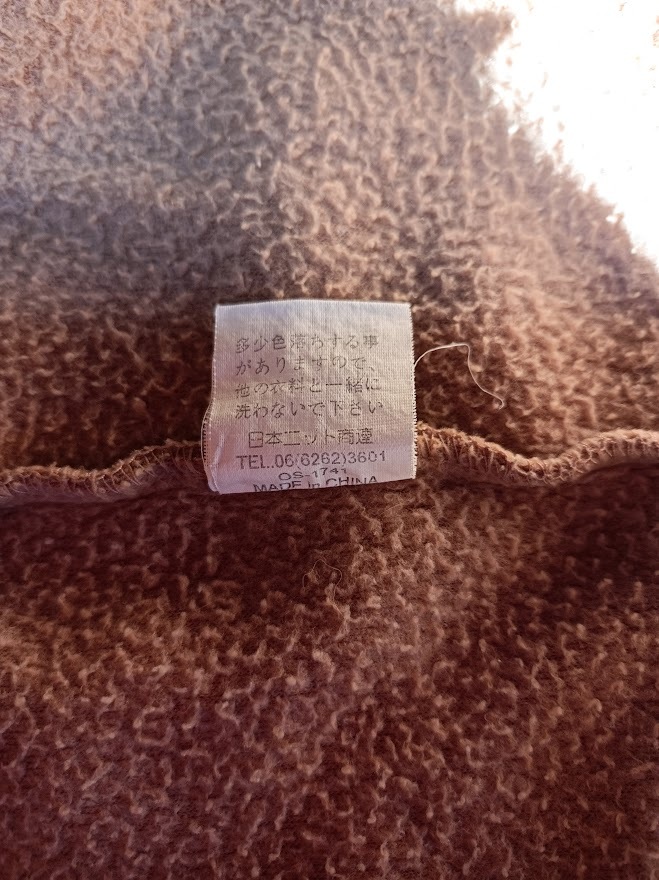 多少色落ちする事
がありますので、
他の衣料と一緒に
洗わないで下さい
日本ニット商達
TEL.06(6262)3601
OS-1741
MADE in CHINA